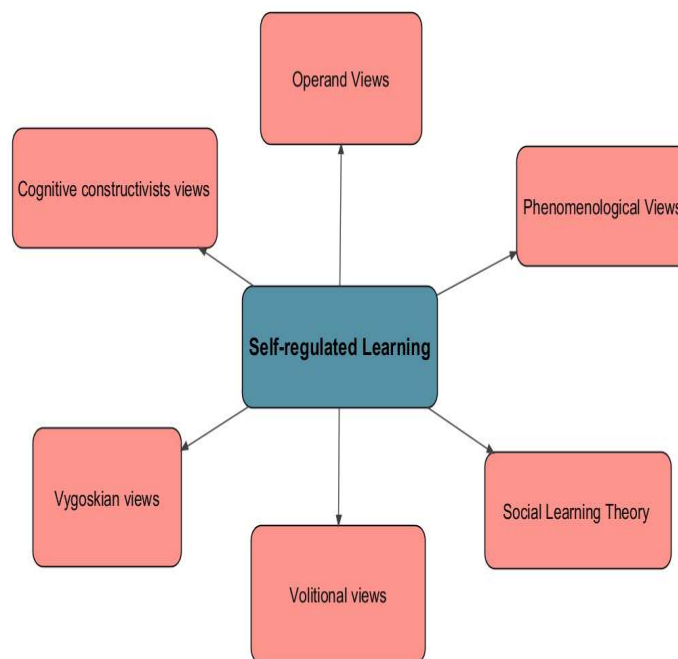 Operand Views
Cognitive constructivists views
Phenomenological Views
Self-regulated Learning
Vygoskian views
Social Learning Theory
Volitional views